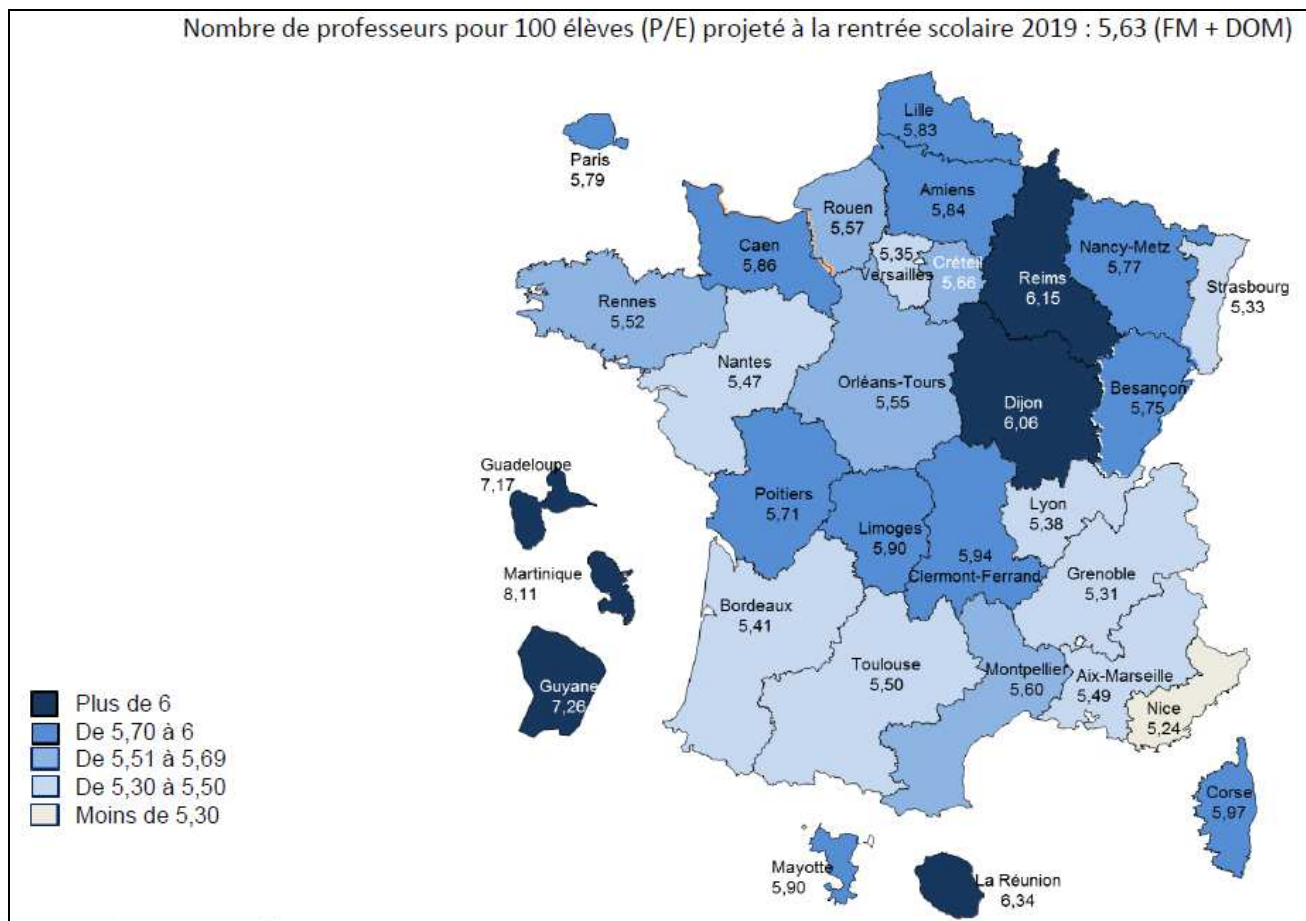 Nombre de professeurs pour 100 élèves (P/E) projeté à la rentrée scolaire 2019 : 5,63 (FM + DOM)
Lille
5,83
Paris
5,79
Amiens
5,84
Rouen
5,57
Caen
5,86
5,35
Versailles
Créteil
5,66
Reims
6,15
Nancy-Metz
5,77
Strasbourg
5,33
Rennes
5,52
Nantes
5,47
Orléans-Tours
5,55
Dijon
6,06
Besançon
5,75
Guadeloupe
7,17
Poitiers
5,71
Limoges
5,90
5,94
Clermont-Ferrand
Lyon
5,38
Grenoble
5,31
Martinique
8,11
Bordeaux
5,41
Toulouse
5,50
Montpellier
5,60
Aix-Marseille
5,49
Nice
5,24
Guyane
7,26
Corse
5,97
Mayotte
5,90
La Réunion
6,34
Plus de 6
De 5,70 à 6
De 5,51 à 5,69
De 5,30 à 5,50
Moins de 5,30